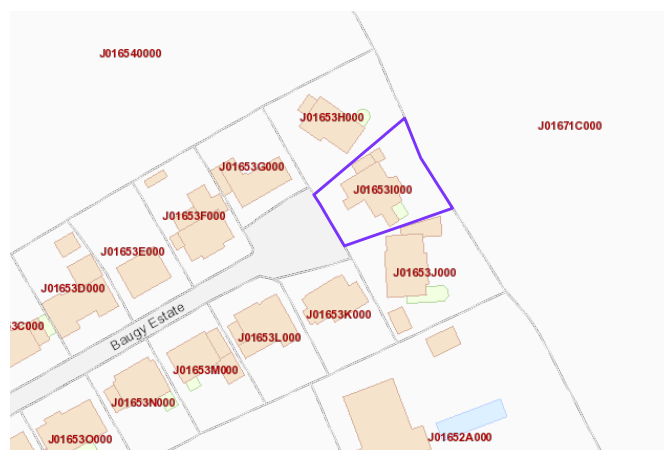 J016540000
J01653H000
J01671C000
J01653G000
J01653I000
J01653F000
J01653E000
J01653J000
J01653D000
3C000
J01653K000
Baugy Estate
J01653L000
J01653M000
J01653N000
J01653O000
J01652A000